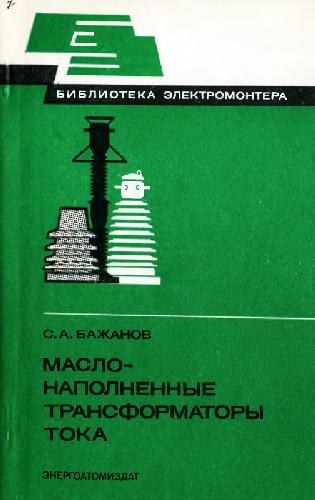 БИБЛИОТЕКА ЭЛЕКТРОМОНТЕРА
С. А. БАЖАНОВ
МАСЛО-
НАПОЛНЕННЫЕ
ТРАНСФОРМАТОРЫ
ТОКА
ЭНЕРГОАТОМИЗДАТ